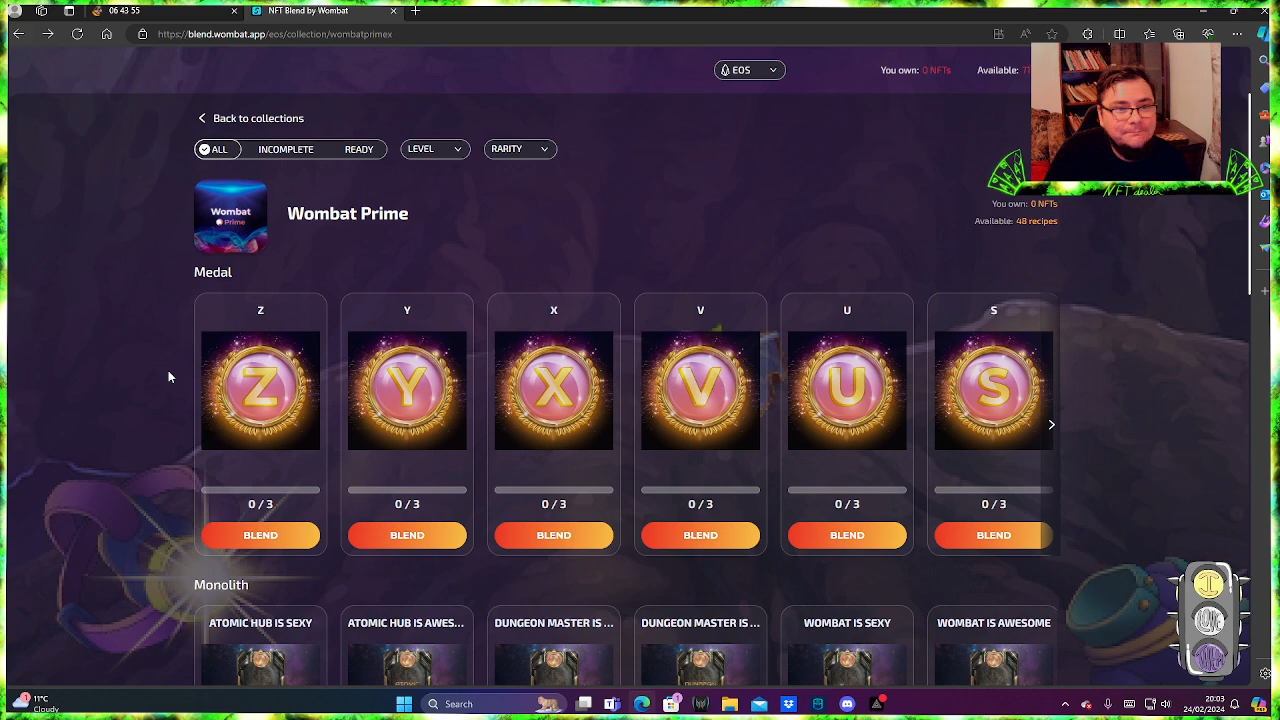 06 43 55
NFT Blend by Wombat
https://blend.wombat.app/eos/collection/wombatprimex
EOS
You own: 0 NFTs
Available:
Back to collections
ALL
INCOMPLETE
READY
LEVEL
RARITY
NFT dealer
Wombat
Prime
Wombat Prime
You own: 0 NFTs
Available: 48 recipes
Medal
Z Y X V U S
Z Y X V U S
0 / 3 0 / 3 0 / 3 0 / 3 0 / 3 0 / 3
BLEND BLEND BLEND BLEND BLEND BLEND
Monolith
ATOMIC HUB IS SEXY
ATOMIC HUB IS AWES...
DUNGEON MASTER IS ...
DUNGEON MASTER IS ...
WOMBAT IS SEXY
WOMBAT IS AWESOME
I
LOVE
11°C
Cloudy
Search
20:03
24/02/2024